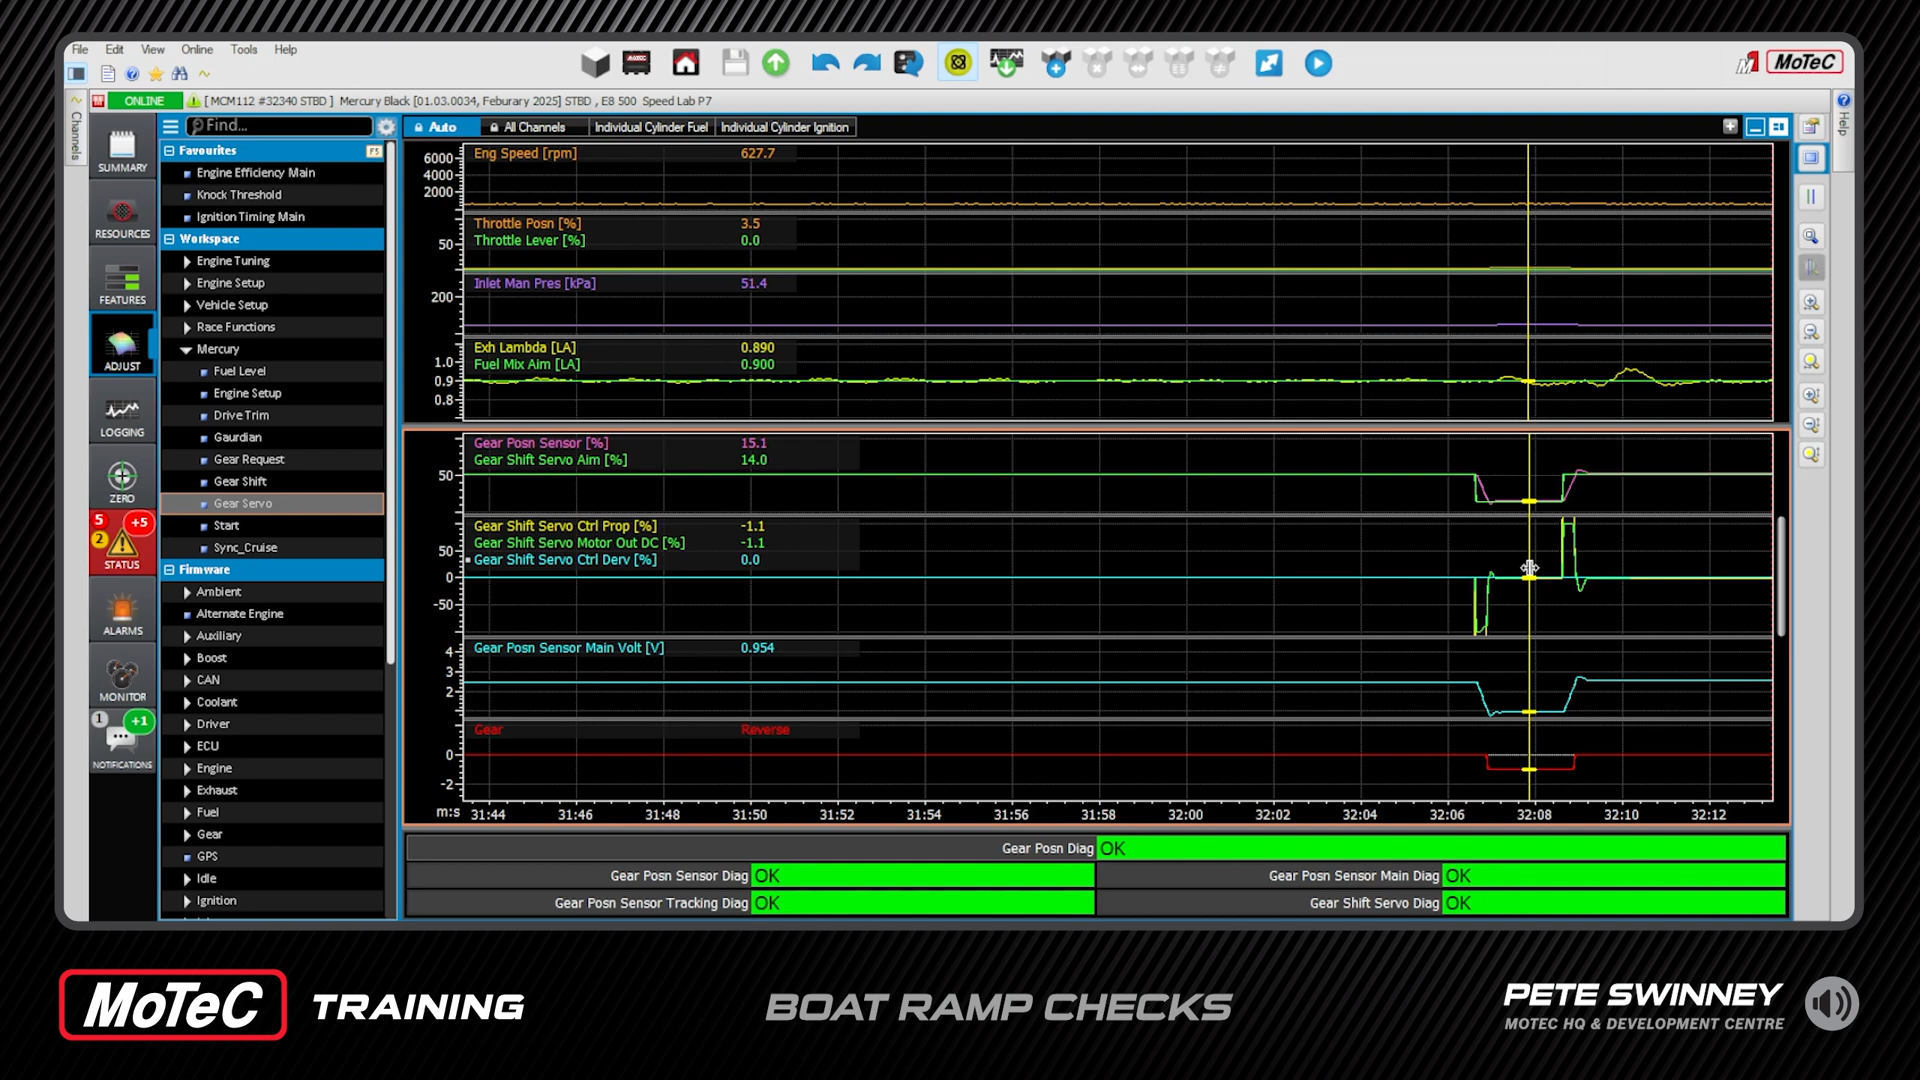 File Edit View Online Tools Help
MoTeC
ONLINE [ MCM112 #32340 STBD ] Mercury Black [01.03.0034, Feburary 2025] STBD , E8 500 Speed Lab P7
Channels
Help
Find...
Auto
All Channels
Individual Cylinder Fuel
Individual Cylinder Ignition
SUMMARY
RESOURCES
FEATURES
ADJUST
LOGGING
ZERO
5 +5
2
STATUS
ALARMS
MONITOR
1 +1
NOTIFICATIONS
Favourites F5
Engine Efficiency Main
Knock Threshold
Ignition Timing Main
Workspace
Engine Tuning
Engine Setup
Vehicle Setup
Race Functions
Mercury
Fuel Level
Engine Setup
Drive Trim
Gaurdian
Gear Request
Gear Shift
Gear Servo
Start
Sync_Cruise
Firmware
Ambient
Alternate Engine
Auxiliary
Boost
CAN
Coolant
Driver
ECU
Engine
Exhaust
Fuel
Gear
GPS
Idle
Ignition
Eng Speed [rpm] 627.7
6000
4000
2000
Throttle Posn [%] 3.5
Throttle Lever [%] 0.0
50
Inlet Man Pres [kPa] 51.4
200
Exh Lambda [LA] 0.890
Fuel Mix Aim [LA] 0.900
1.0
0.9
0.8
Gear Posn Sensor [%] 15.1
Gear Shift Servo Aim [%] 14.0
50
Gear Shift Servo Ctrl Prop [%] -1.1
Gear Shift Servo Motor Out DC [%] -1.1
Gear Shift Servo Ctrl Derv [%] 0.0
50
0
-50
Gear Posn Sensor Main Volt [V] 0.954
4
3
2
Gear Reverse
0
-2
m:s 31:44 31:46 31:48 31:50 31:52 31:54 31:56 31:58 32:00 32:02 32:04 32:06 32:08 32:10 32:12
Gear Posn Diag OK
Gear Posn Sensor Diag OK Gear Posn Sensor Main Diag OK
Gear Posn Sensor Tracking Diag OK Gear Shift Servo Diag OK
MoTeC TRAINING
BOAT RAMP CHECKS
PETE SWINNEY
MOTEC HQ & DEVELOPMENT CENTRE